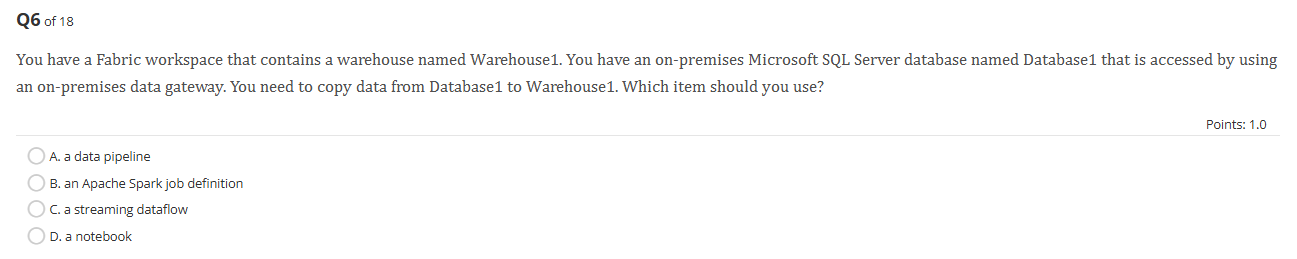 Q6 of 18
You have a Fabric workspace that contains a warehouse named Warehouse1. You have an on-premises Microsoft SQL Server database named Database1 that is accessed by using
an on-premises data gateway. You need to copy data from Database1 to Warehouse1. Which item should you use?
Points: 1.0
A. a data pipeline
B. an Apache Spark job definition
C. a streaming dataflow
D. a notebook